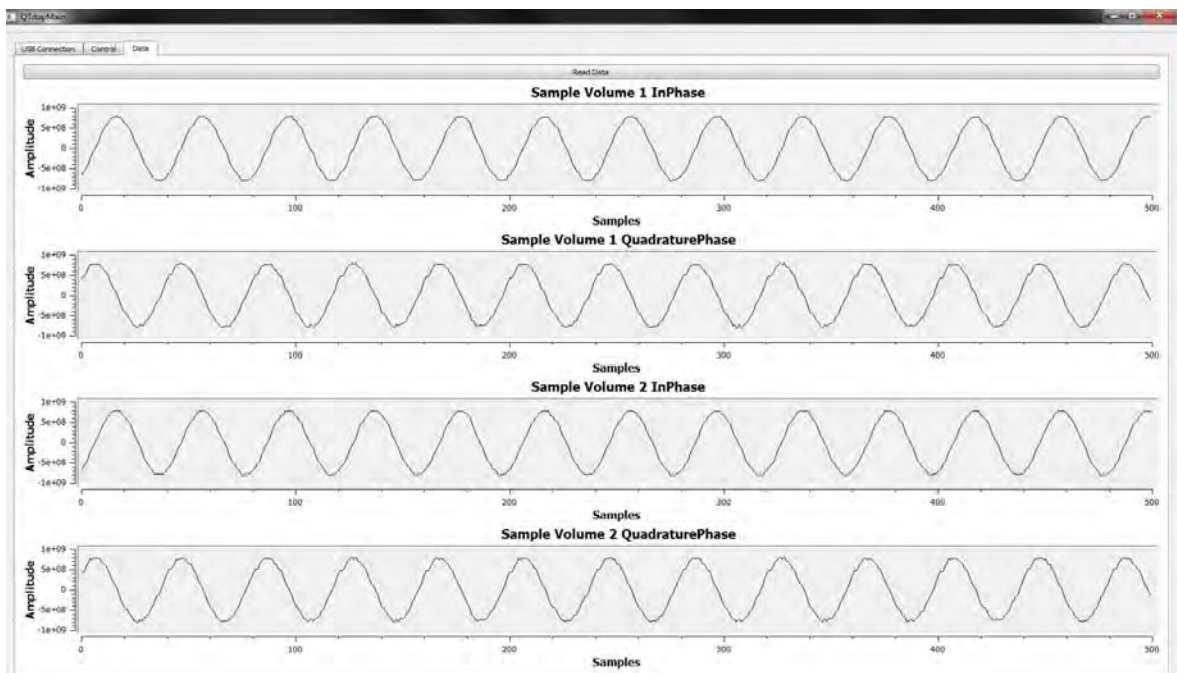 QTdopMain
USB Connection Control Data
Read Data
Sample Volume 1 InPhase
Amplitude
1e+09
5e+08
0
-5e+08
-1e+09
0 100 200 300 400 500
Samples
Sample Volume 1 QuadraturePhase
Amplitude
1e+09
5e+08
0
-5e+08
-1e+09
0 100 200 300 400 500
Samples
Sample Volume 2 InPhase
Amplitude
1e+09
5e+08
0
-5e+08
-1e+09
0 100 200 300 400 500
Samples
Sample Volume 2 QuadraturePhase
Amplitude
1e+09
5e+08
0
-5e+08
-1e+09
0 100 200 300 400 500
Samples